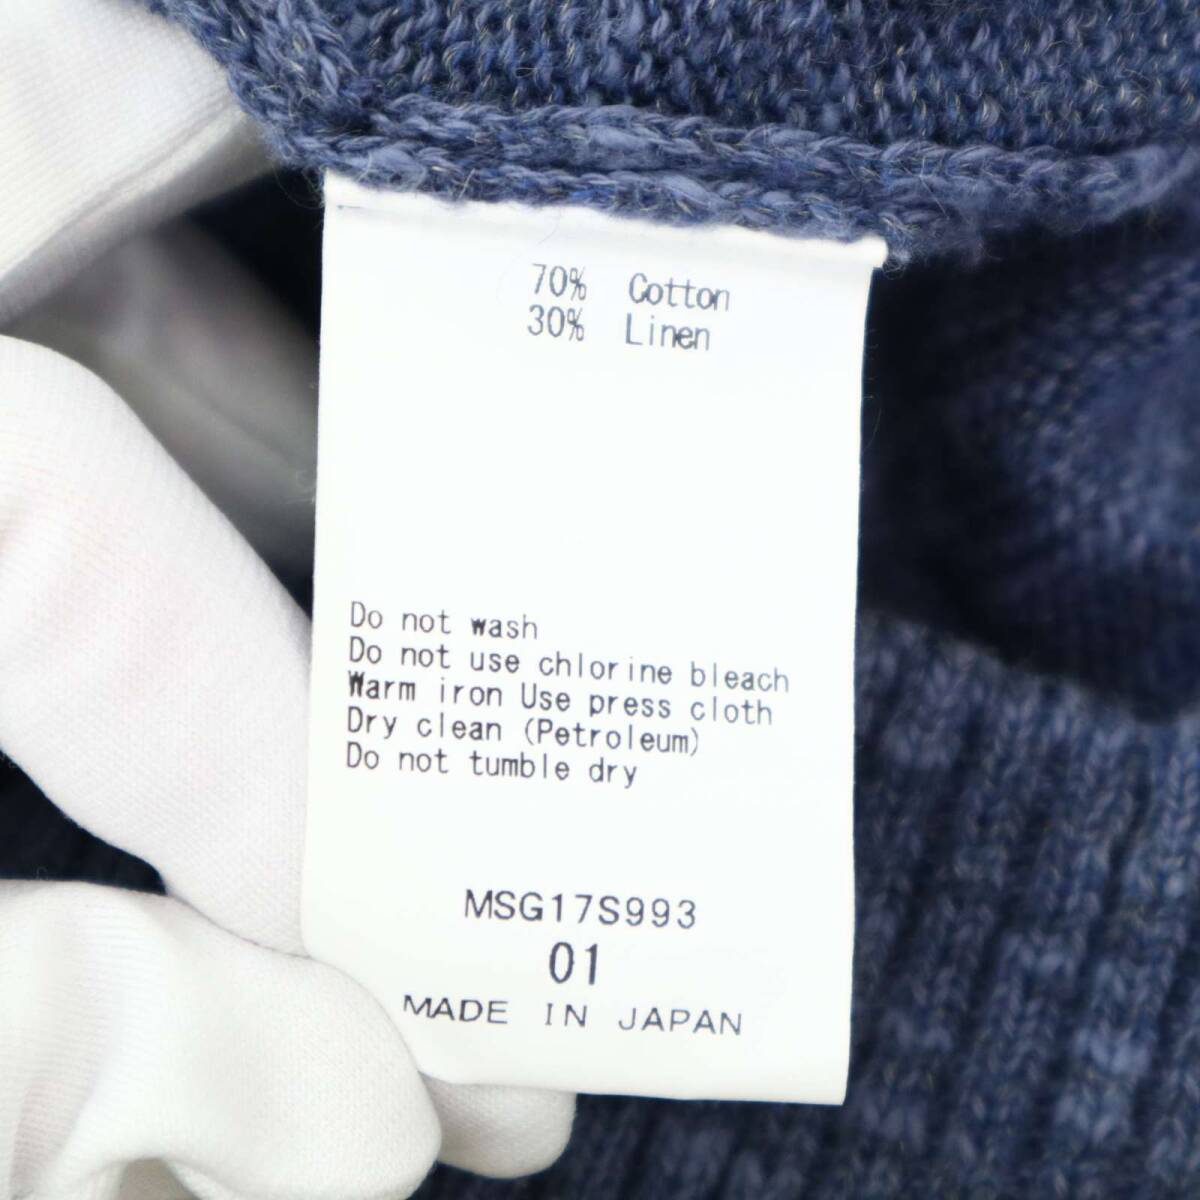 70% Cotton
30% Linen
Do not wash
Do not use chlorine bleach
Warm iron Use press cloth
Dry clean (Petroleum)
Do not tumble dry
MSG17S993
01
MADE IN JAPAN